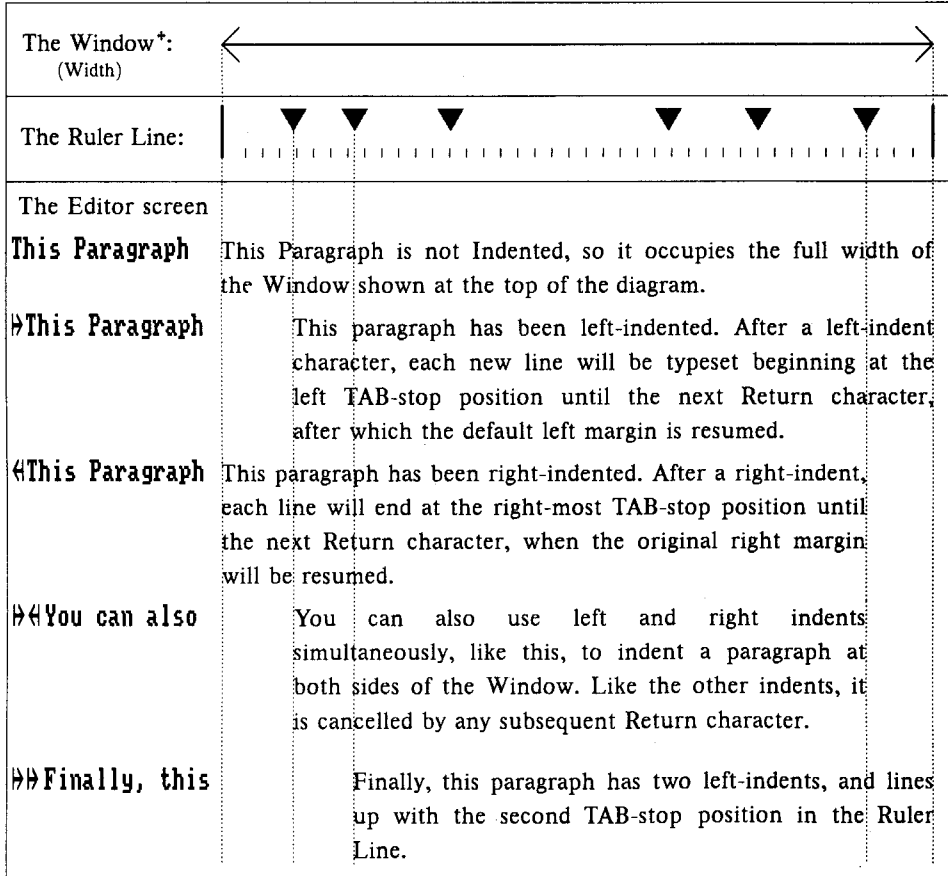 The Window+:
(Width)
The Ruler Line:
The Editor screen
This Paragraph
This Paragraph is not Indented, so it occupies the full width of
the Window shown at the top of the diagram.
This Paragraph
This paragraph has been left-indented. After a left-indent
character, each new line will be typeset beginning at the
left TAB-stop position until the next Return character,
after which the default left margin is resumed.
This Paragraph
This paragraph has been right-indented. After a right-indent,
each line will end at the right-most TAB-stop position until
the next Return character, when the original right margin
will be resumed.
You can also
You can also use left and right indents
simultaneously, like this, to indent a paragraph at
both sides of the Window. Like the other indents, it
is cancelled by any subsequent Return character.
Finally, this
Finally, this paragraph has two left-indents, and lines
up with the second TAB-stop position in the Ruler
Line.